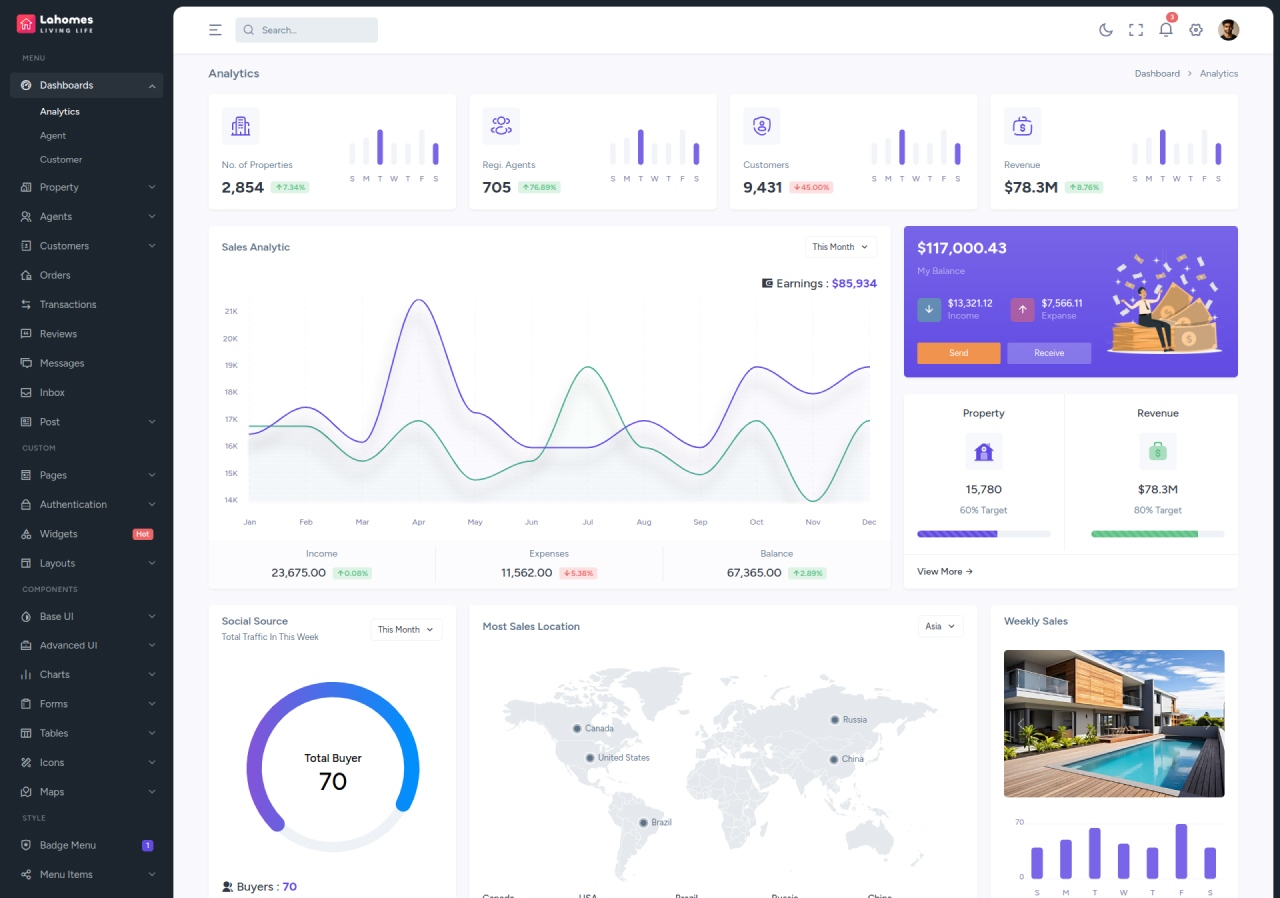 Lahomes
LIVING LIFE
MENU
Dashboards
Analytics
Agent
Customer
Property
Agents
Customers
Orders
Transactions
Reviews
Messages
Inbox
Post
CUSTOM
Pages
Authentication
Widgets Hot
Layouts
COMPONENTS
Base UI
Advanced UI
Charts
Forms
Tables
Icons
Maps
STYLE
Badge Menu 1
Menu Items
Search...
3
Analytics
Dashboard > Analytics
No. of Properties
2,854 ↑7.34%
S M T W T F S
Regi. Agents
705 ↑76.89%
S M T W T F S
Customers
9,431 ↓45.00%
S M T W T F S
Revenue
$78.3M ↑8.76%
S M T W T F S
Sales Analytic
This Month
Earnings : $85,934
21K
20K
19K
18K
17K
16K
15K
14K
Jan Feb Mar Apr May Jun Jul Aug Sep Oct Nov Dec
Income Expenses Balance
23,675.00 ↑0.08% 11,562.00 ↓5.38% 67,365.00 ↑2.89%
$117,000.43
My Balance
$13,321.12
Income
$7,566.11
Expanse
Send Receive
Property
15,780
60% Target
Revenue
$78.3M
80% Target
View More →
Social Source
Total Traffic In This Week
This Month
Total Buyer
70
Buyers : 70
Most Sales Location
Asia
Canada
United States
Brazil
Russia
China
Canada USA Brazil Russia China
Weekly Sales
70
0
S M T W T F S